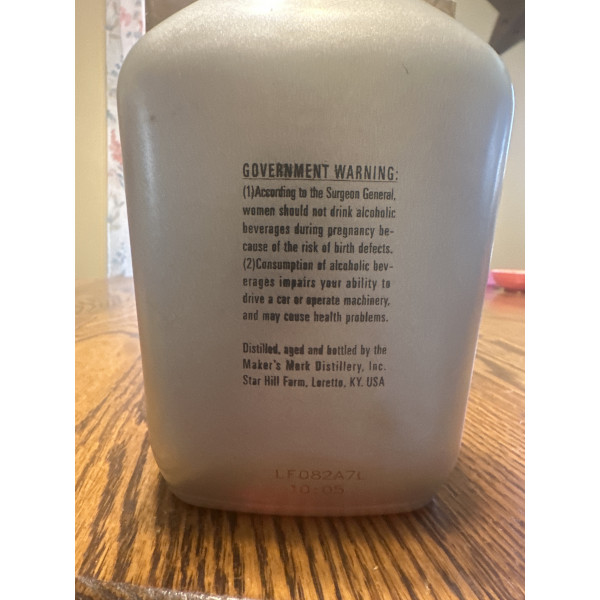 GOVERNMENT WARNING:
(1)According to the Surgeon General,
women should not drink alcoholic
beverages during pregnancy be-
cause of the risk of birth defects.
(2)Consumption of alcoholic bev-
erages impairs your ability to
drive a car or operate machinery,
and may cause health problems.
Distilled, aged and bottled by the
Maker's Mark Distillery, Inc.
Star Hill Farm, Loretto, KY. USA
LF082A7L
10:05